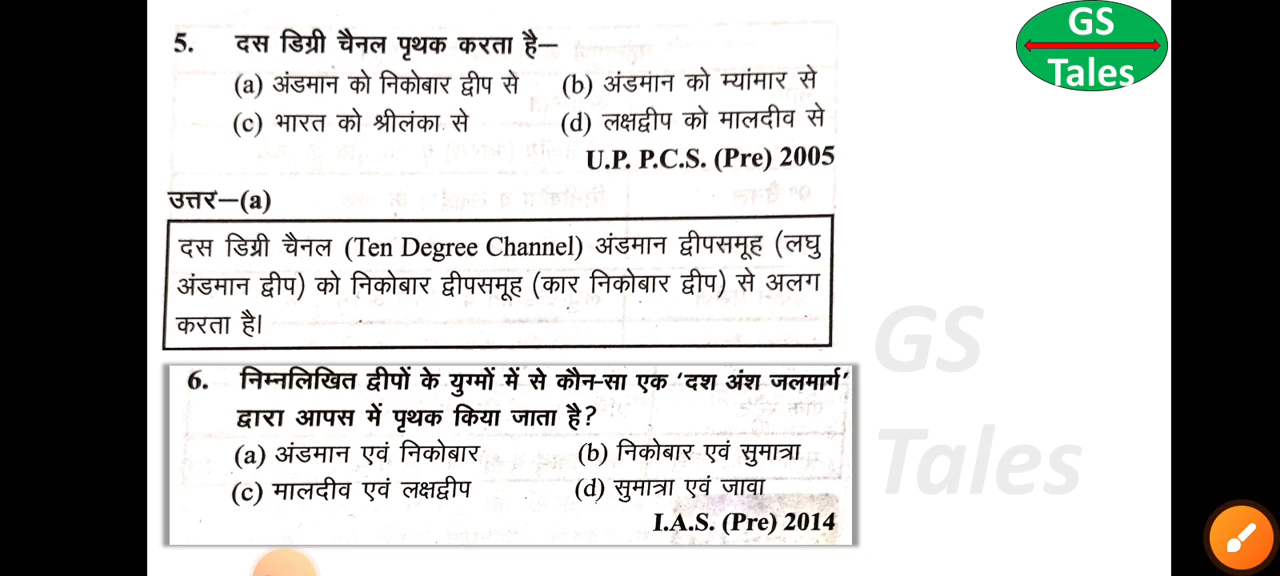 GS
Tales
5. दस डिग्री चैनल पृथक करता है–
(a) अंडमान को निकोबार द्वीप से (b) अंडमान को म्यांमार से
(c) भारत को श्रीलंका से (d) लक्षद्वीप को मालदीव से
U.P. P.C.S. (Pre) 2005
उत्तर–(a)
दस डिग्री चैनल (Ten Degree Channel) अंडमान द्वीपसमूह (लघु
अंडमान द्वीप) को निकोबार द्वीपसमूह (कार निकोबार द्वीप) से अलग
करता है।
6. निम्नलिखित द्वीपों के युग्मों में से कौन-सा एक 'दश अंश जलमार्ग'
द्वारा आपस में पृथक किया जाता है?
(a) अंडमान एवं निकोबार (b) निकोबार एवं सुमात्रा
(c) मालदीव एवं लक्षद्वीप (d) सुमात्रा एवं जावा
I.A.S. (Pre) 2014
GS
Tales